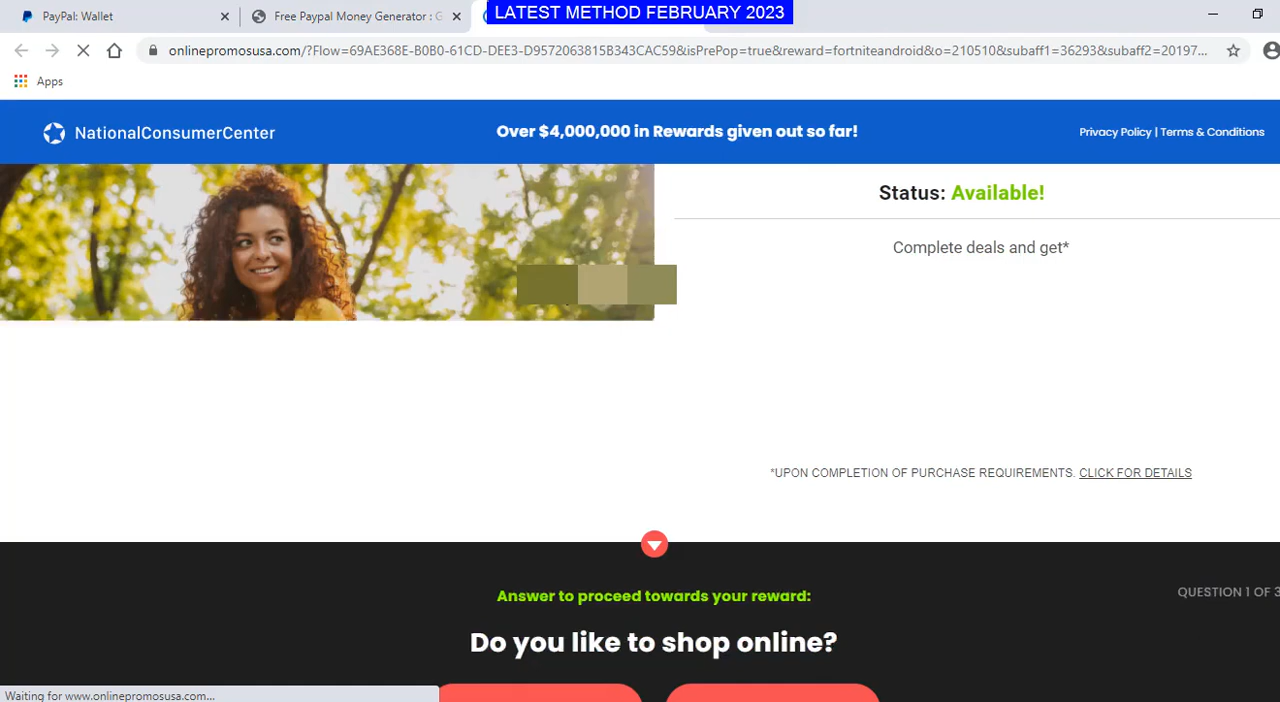 PayPal: Wallet
Free Paypal Money Generator : G
LATEST METHOD FEBRUARY 2023
onlinepromosusa.com/?Flow=69AE368E-B0B0-61CD-DEE3-D9572063815B343CAC59&isPrePop=true&reward=fortniteandroid&o=210510&subaff1=36293&subaff2=20197...
Apps
NationalConsumerCenter
Over $4,000,000 in Rewards given out so far!
Privacy Policy | Terms & Conditions
Status: Available!
Complete deals and get*
*UPON COMPLETION OF PURCHASE REQUIREMENTS. CLICK FOR DETAILS
Answer to proceed towards your reward:
QUESTION 1 OF 3
Do you like to shop online?
Waiting for www.onlinepromosusa.com...